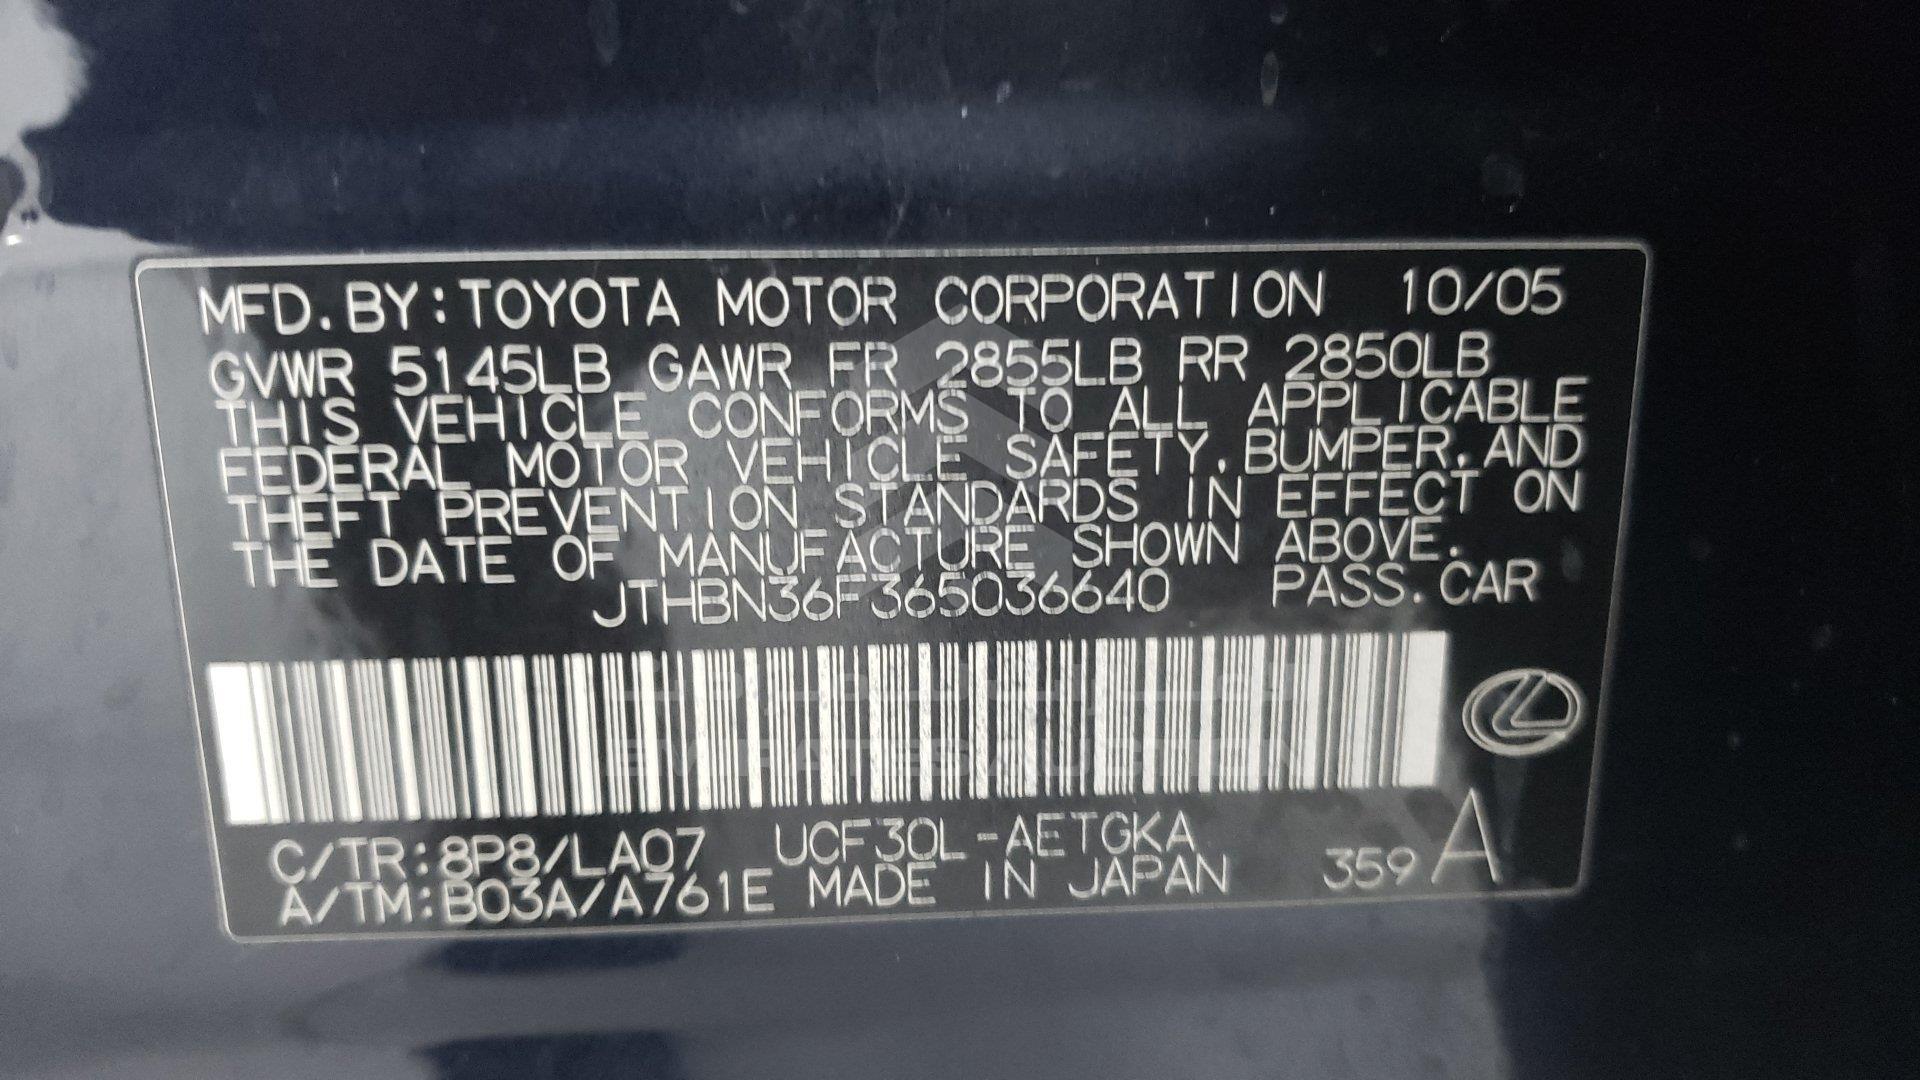 MFD. BY: TOYOTA MOTOR CORPORATION 10/05
GVWR 5145LB GAWR FR 2855LB RR 2850LB
THIS VEHICLE CONFORMS TO ALL APPLICABLE
FEDERAL MOTOR VEHICLE SAFETY, BUMPER, AND
THEFT PREVENTION STANDARDS IN EFFECT ON
THE DATE OF MANUFACTURE SHOWN ABOVE.
JTHBN36F365036640 PASS. CAR
EMIRATES AUCTION
C/TR: 8P8/LA07 UCF30L-AETGKA
A/TM: B03A/A761E MADE IN JAPAN 359 A